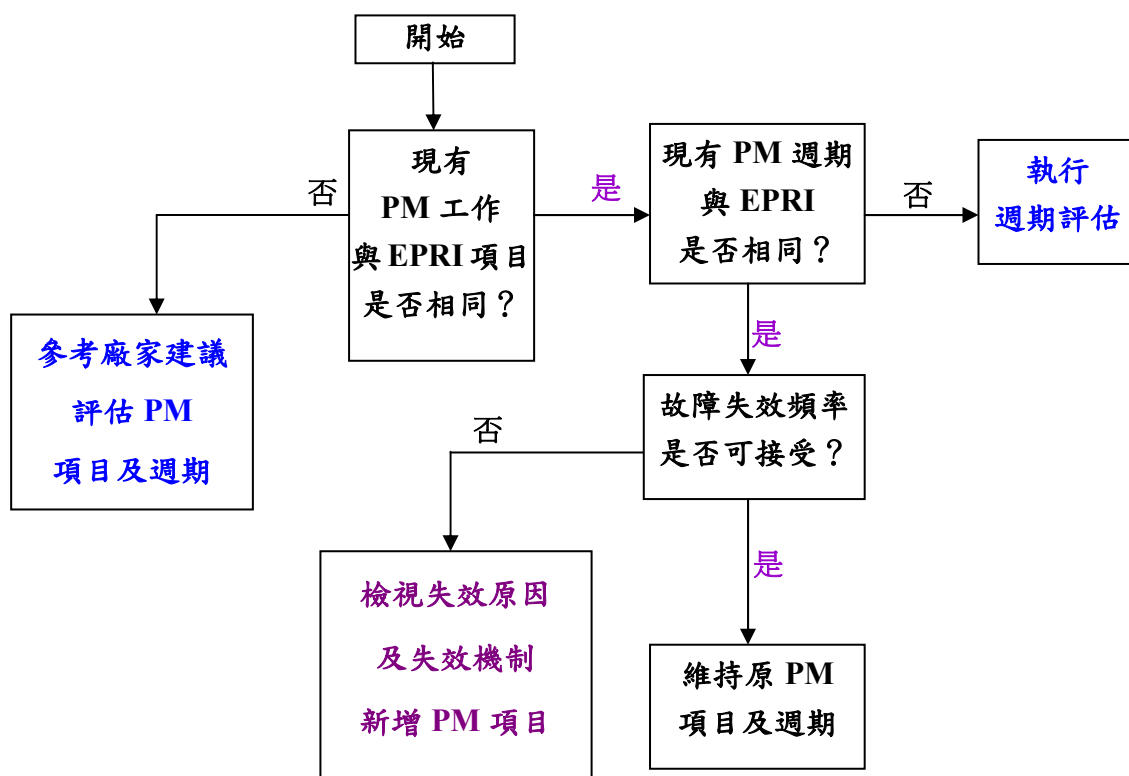 開始
現有
PM 工作
與 EPRI 項目
是否相同？
否
是
現有 PM 週期
與 EPRI
是否相同？
否
執行
週期評估
參考廠家建議
評估 PM
項目及週期
是
故障失效頻率
是否可接受？
否
是
檢視失效原因
及失效機制
新增 PM 項目
維持原 PM
項目及週期